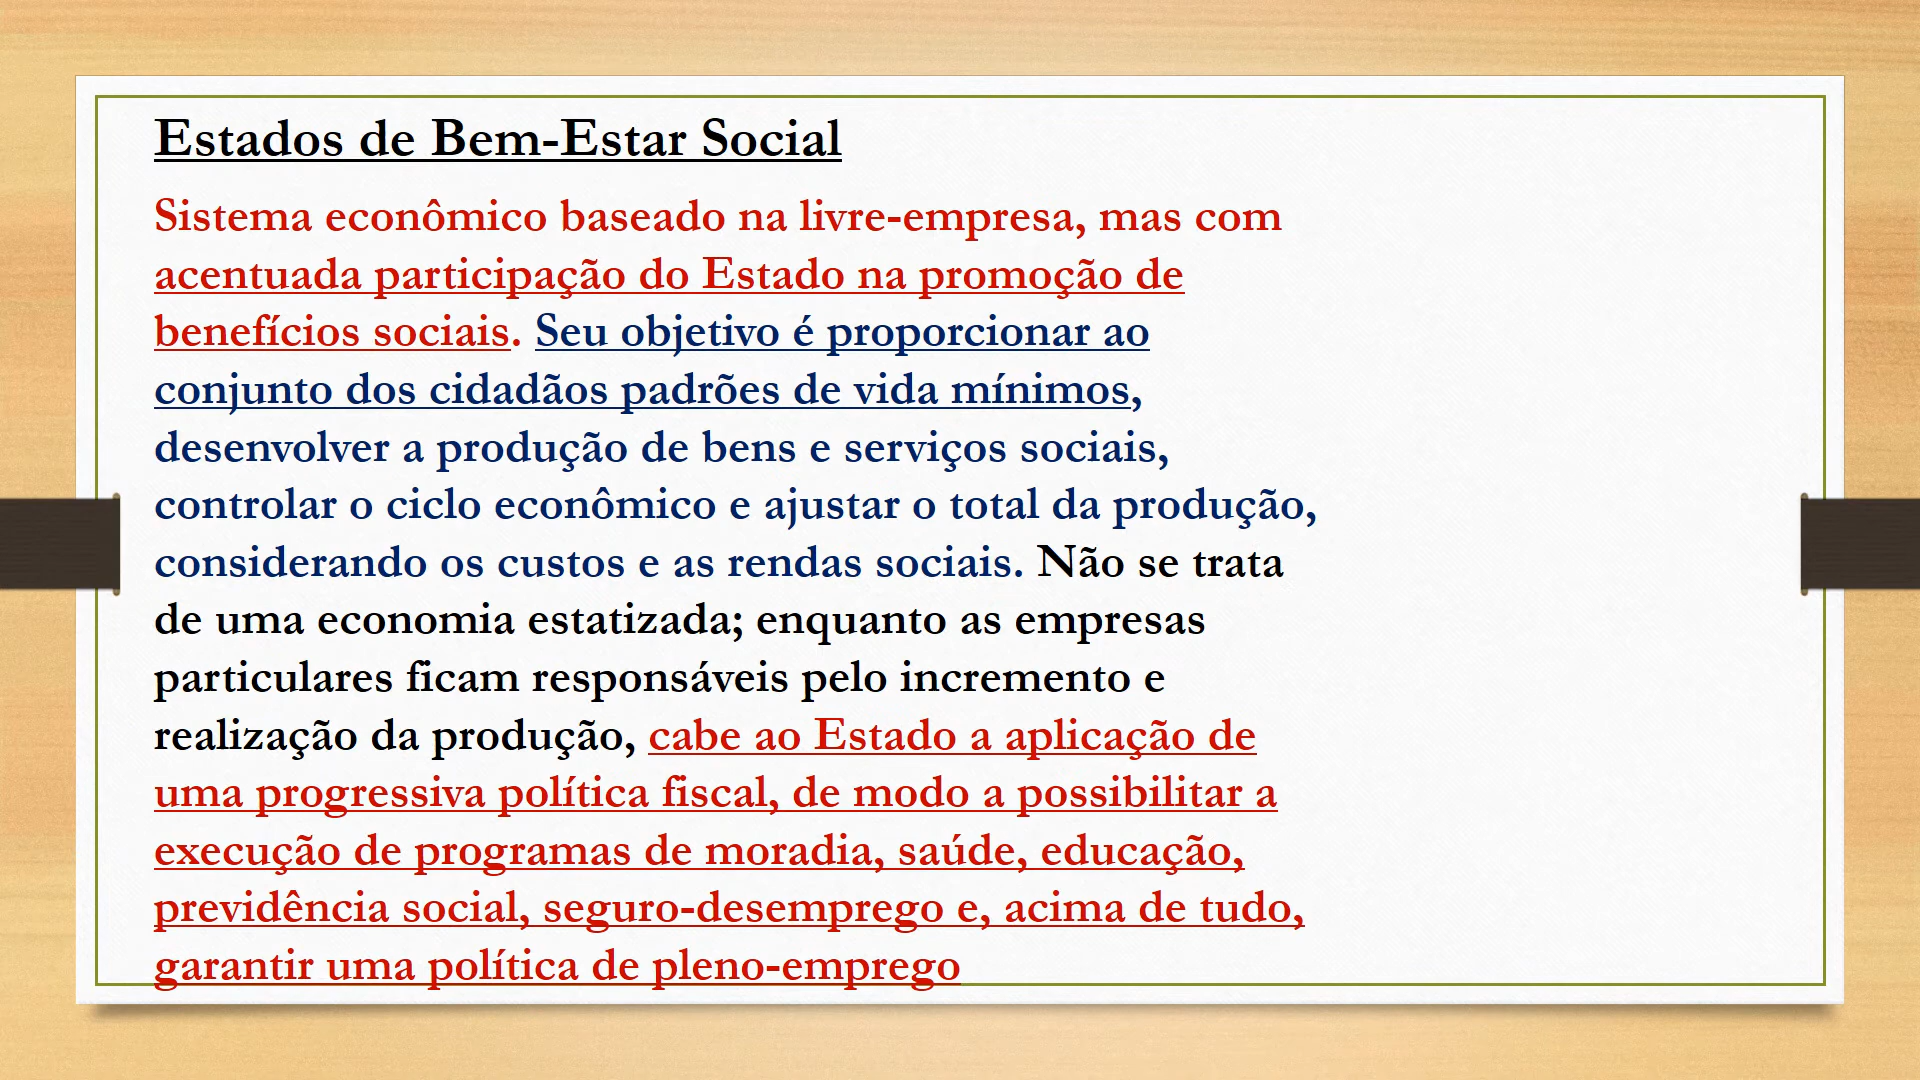 Estados de Bem-Estar Social
Sistema econômico baseado na livre-empresa, mas com
acentuada participação do Estado na promoção de
benefícios sociais. Seu objetivo é proporcionar ao
conjunto dos cidadãos padrões de vida mínimos,
desenvolver a produção de bens e serviços sociais,
controlar o ciclo econômico e ajustar o total da produção,
considerando os custos e as rendas sociais. Não se trata
de uma economia estatizada; enquanto as empresas
particulares ficam responsáveis pelo incremento e
realização da produção, cabe ao Estado a aplicação de
uma progressiva política fiscal, de modo a possibilitar a
execução de programas de moradia, saúde, educação,
previdência social, seguro-desemprego e, acima de tudo,
garantir uma política de pleno-emprego